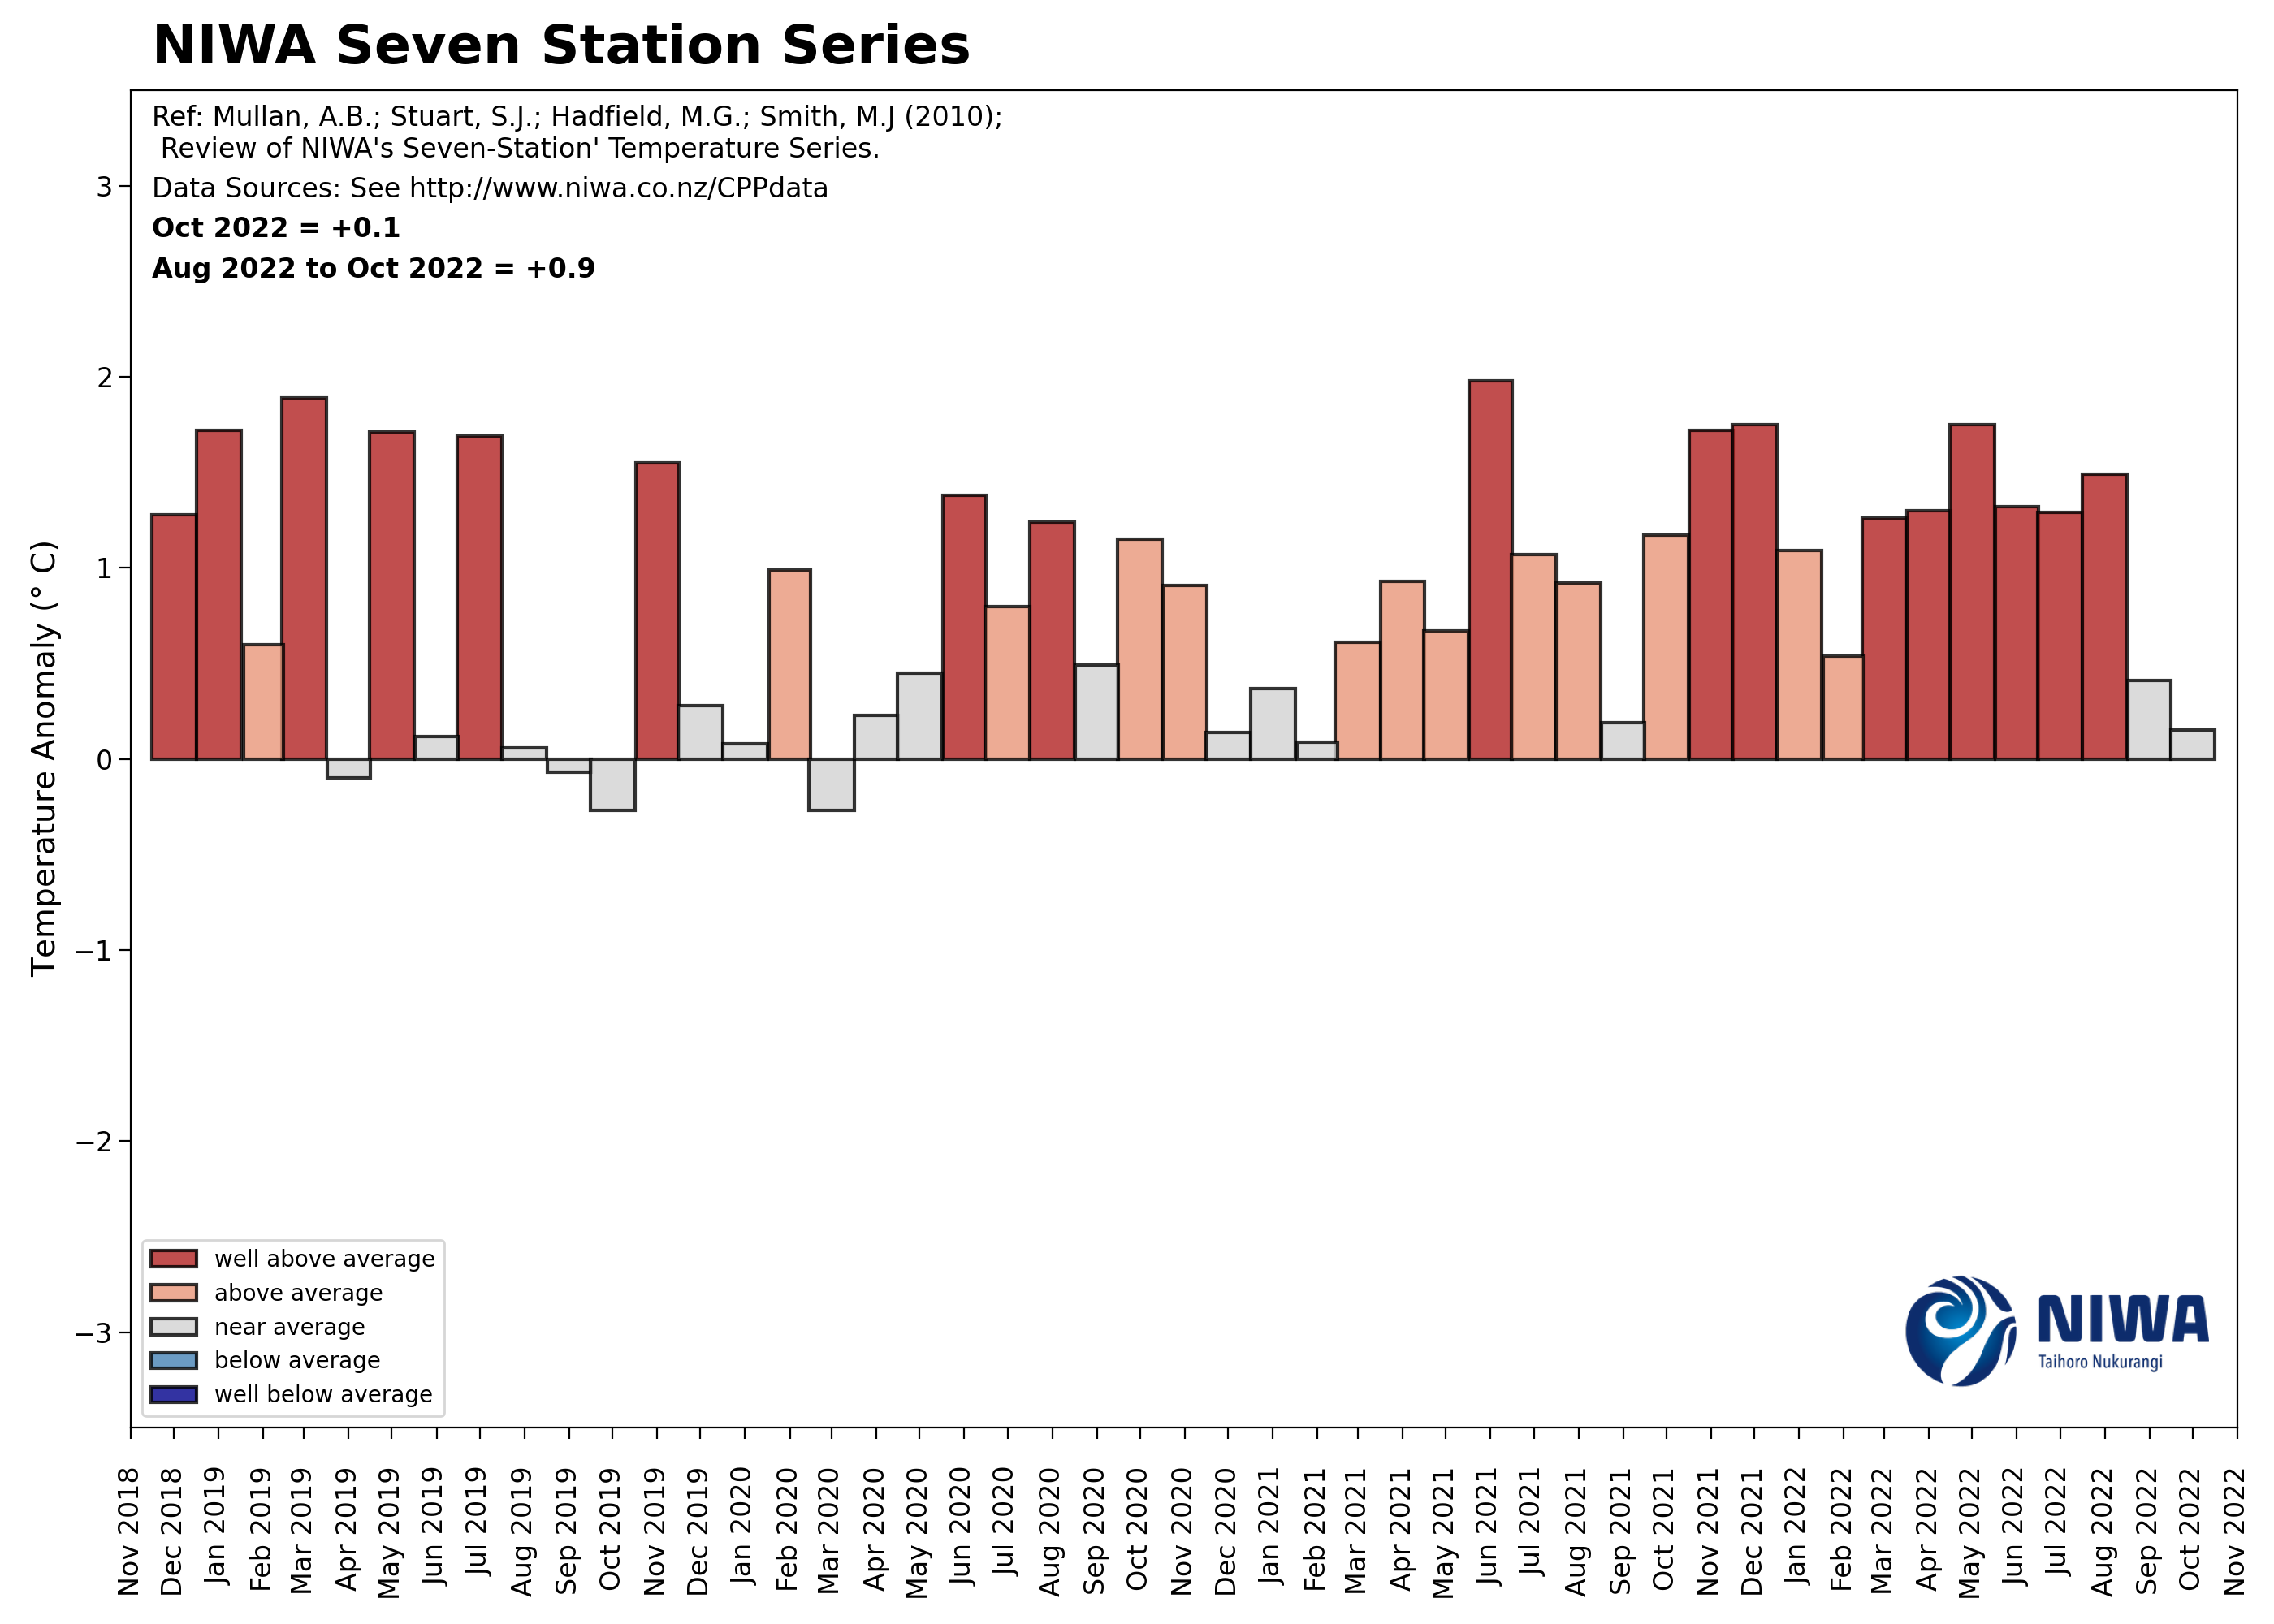 NIWA Seven Station Series
Ref: Mullan, A.B.; Stuart, S.J.; Hadfield, M.G.; Smith, M.J (2010);
Review of NIWA's Seven-Station' Temperature Series.
Data Sources: See http://www.niwa.co.nz/CPPdata
Oct 2022 = +0.1
Aug 2022 to Oct 2022 = +0.9
Temperature Anomaly (° C)
3
2
1
0
−1
−2
−3
well above average
above average
near average
below average
well below average
NIWA
Taihoro Nukurangi
Nov 2018
Dec 2018
Jan 2019
Feb 2019
Mar 2019
Apr 2019
May 2019
Jun 2019
Jul 2019
Aug 2019
Sep 2019
Oct 2019
Nov 2019
Dec 2019
Jan 2020
Feb 2020
Mar 2020
Apr 2020
May 2020
Jun 2020
Jul 2020
Aug 2020
Sep 2020
Oct 2020
Nov 2020
Dec 2020
Jan 2021
Feb 2021
Mar 2021
Apr 2021
May 2021
Jun 2021
Jul 2021
Aug 2021
Sep 2021
Oct 2021
Nov 2021
Dec 2021
Jan 2022
Feb 2022
Mar 2022
Apr 2022
May 2022
Jun 2022
Jul 2022
Aug 2022
Sep 2022
Oct 2022
Nov 2022